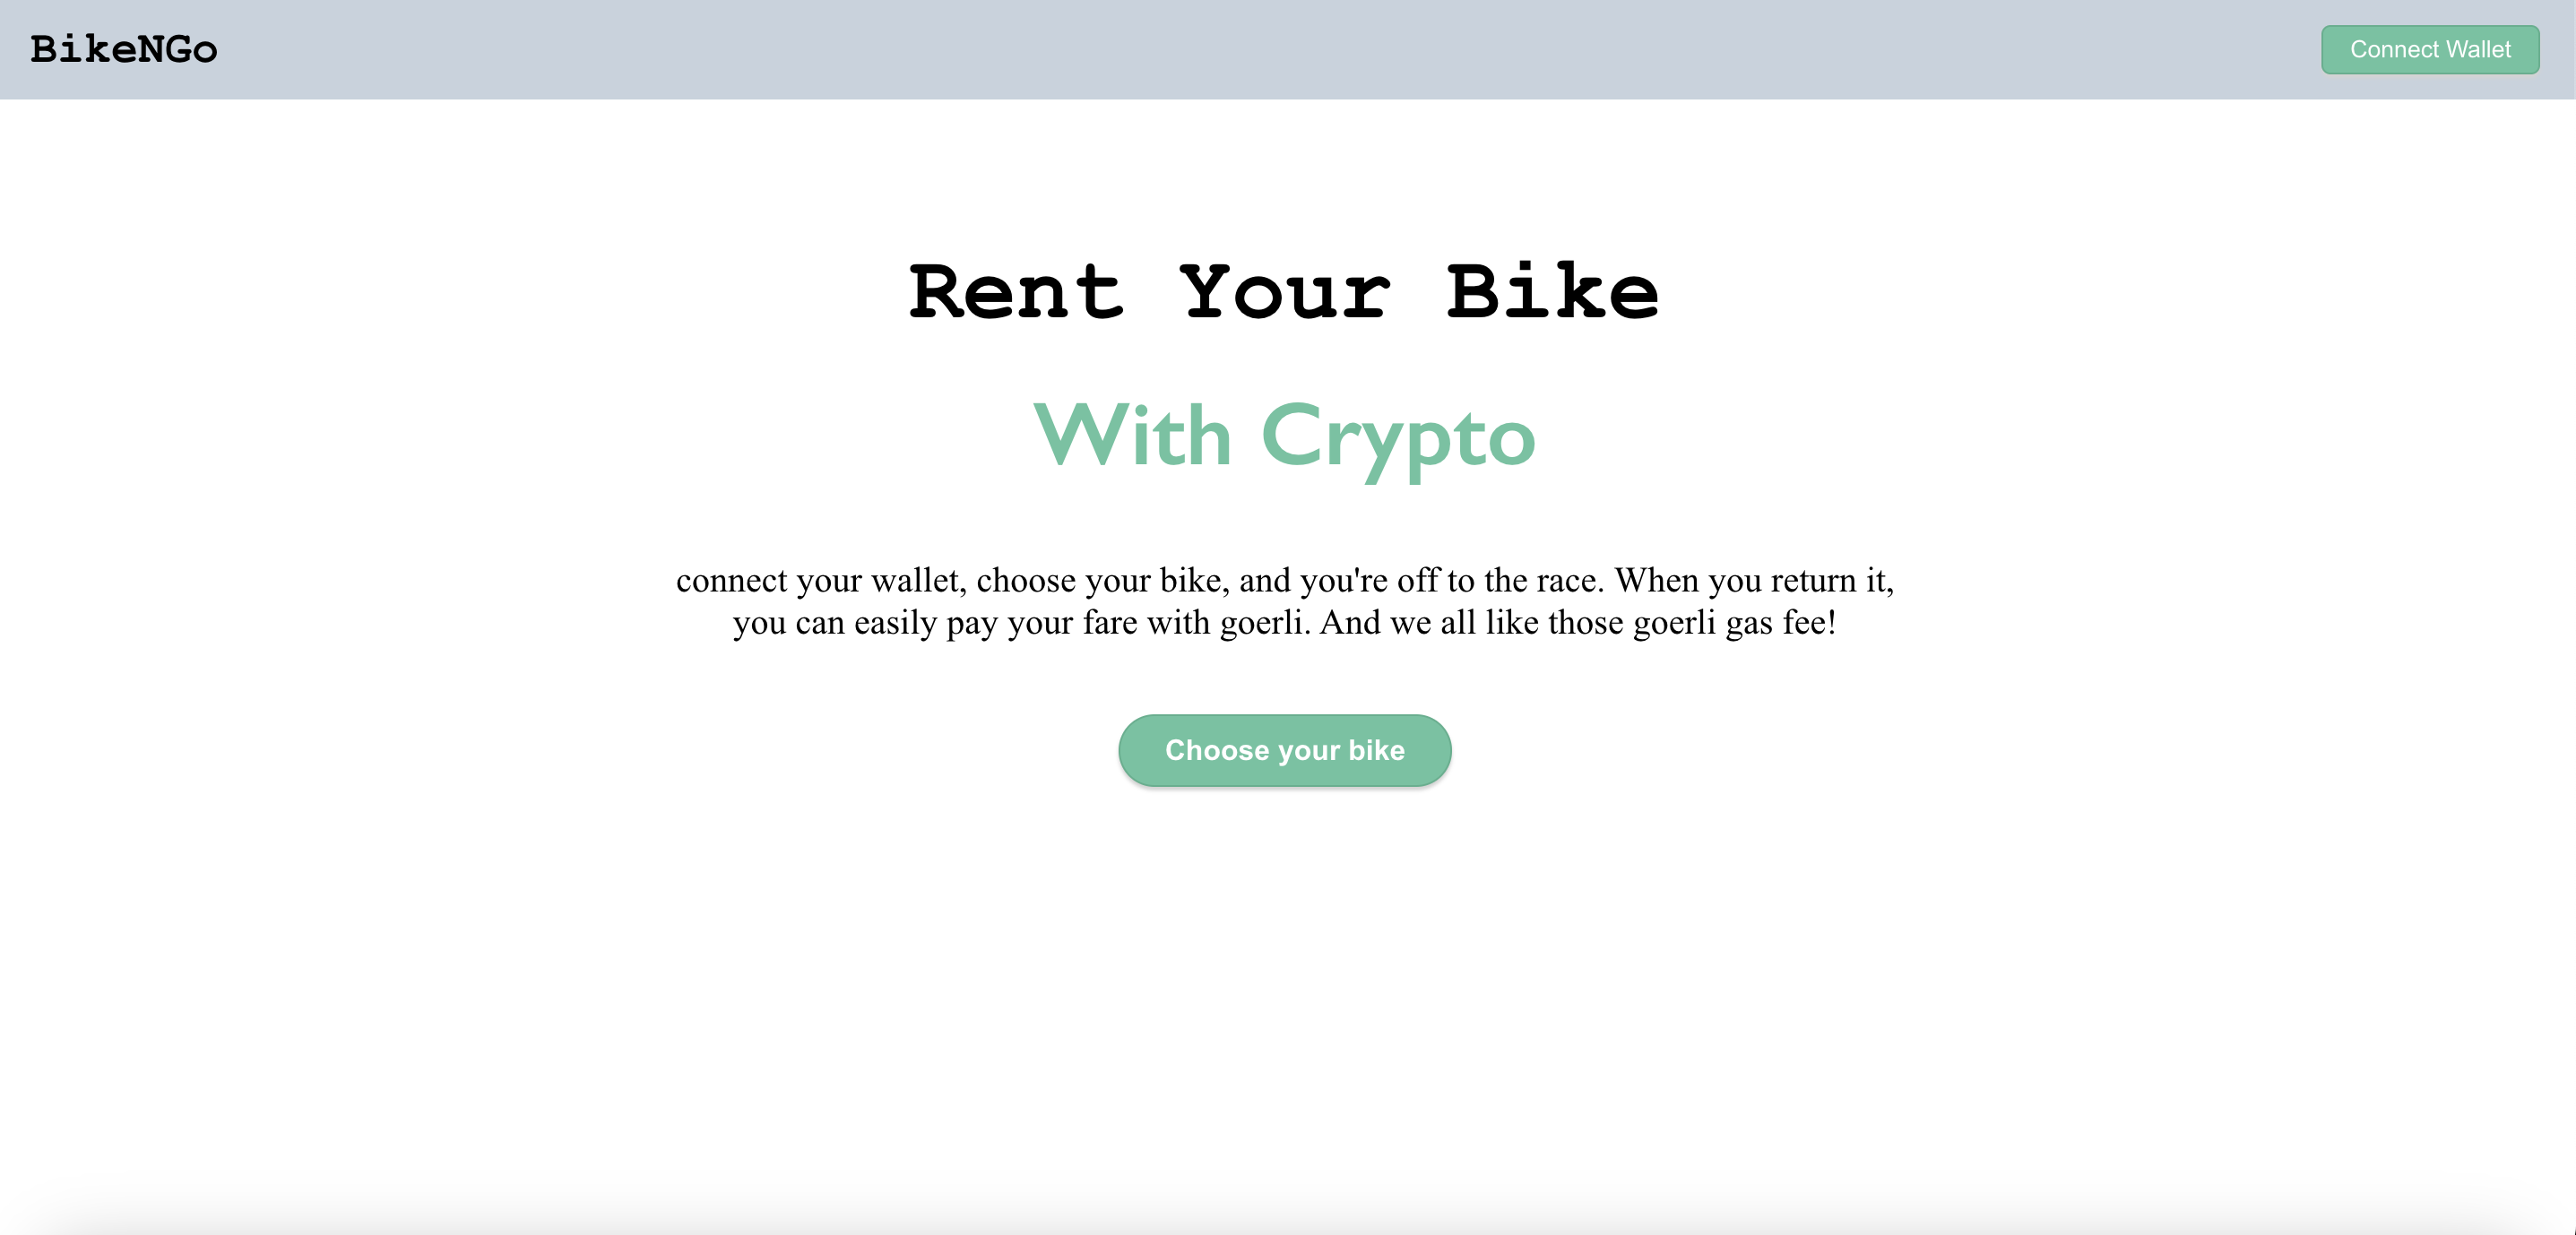 BikeNGo
Connect Wallet
Rent Your Bike
With Crypto
connect your wallet, choose your bike, and you're off to the race. When you return it,
you can easily pay your fare with goerli. And we all like those goerli gas fee!
Choose your bike